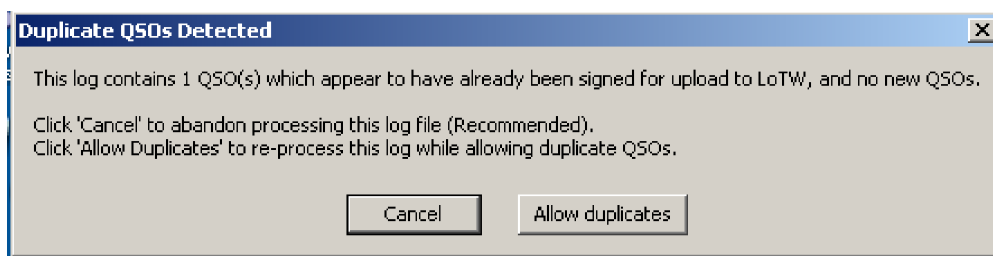 Duplicate QSOs Detected
This log contains 1 QSO(s) which appear to have already been signed for upload to LoTW, and no new QSOs.
Click 'Cancel' to abandon processing this log file (Recommended).
Click 'Allow Duplicates' to re-process this log while allowing duplicate QSOs.
Cancel
Allow duplicates